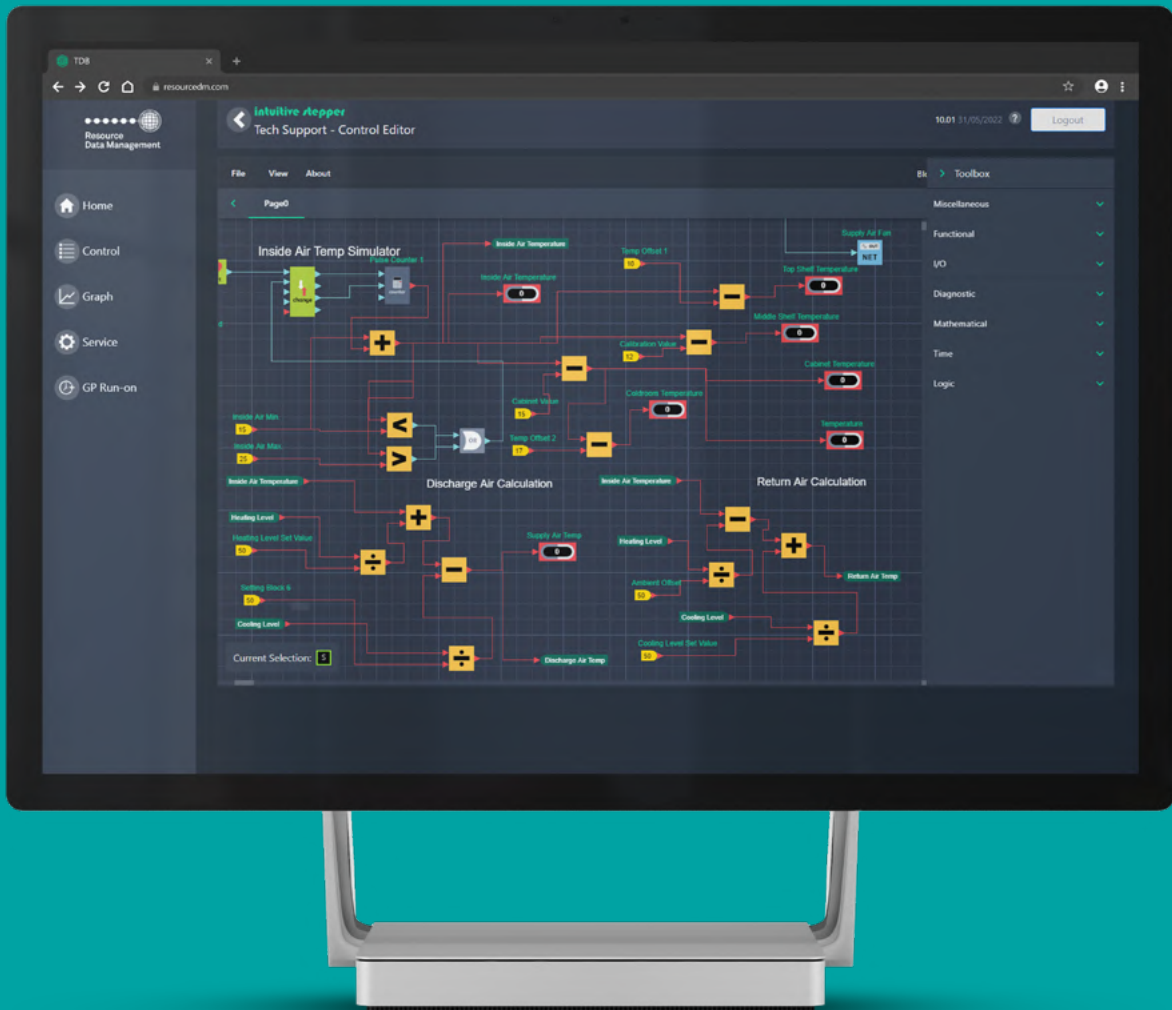 TDB
resourcedm.com
Resource
Data Management
intuitive stepper
Tech Support - Control Editor
10.01 31/05/2022
?
Logout
File View About
Toolbox
Page0
Home
Control
Graph
Service
GP Run-on
Miscellaneous
Functional
I/O
Diagnostic
Mathematical
Time
Logic
Inside Air Temp Simulator
Pulse Counter 1
change
counter
Inside Air Temperature
Inside Air Temperature
0
Temp Offset 1
10
Supply Air Fan
NET
Top Shelf Temperature
0
Middle Shelf Temperature
0
Calibration Value
12
Cabinet Temperature
0
Cabinet Value
15
Coldroom Temperature
0
Temperature
0
Inside Air Min
15
Inside Air Max
25
OR
Temp Offset 2
17
Inside Air Temperature
Discharge Air Calculation
Inside Air Temperature
Return Air Calculation
Heating Level
Heating Level Set Value
50
Supply Air Temp
0
Heating Level
Ambient Offset
50
Return Air Temp
Setting Block 6
50
Cooling Level
Cooling Level
Cooling Level Set Value
50
Current Selection: S
Discharge Air Temp